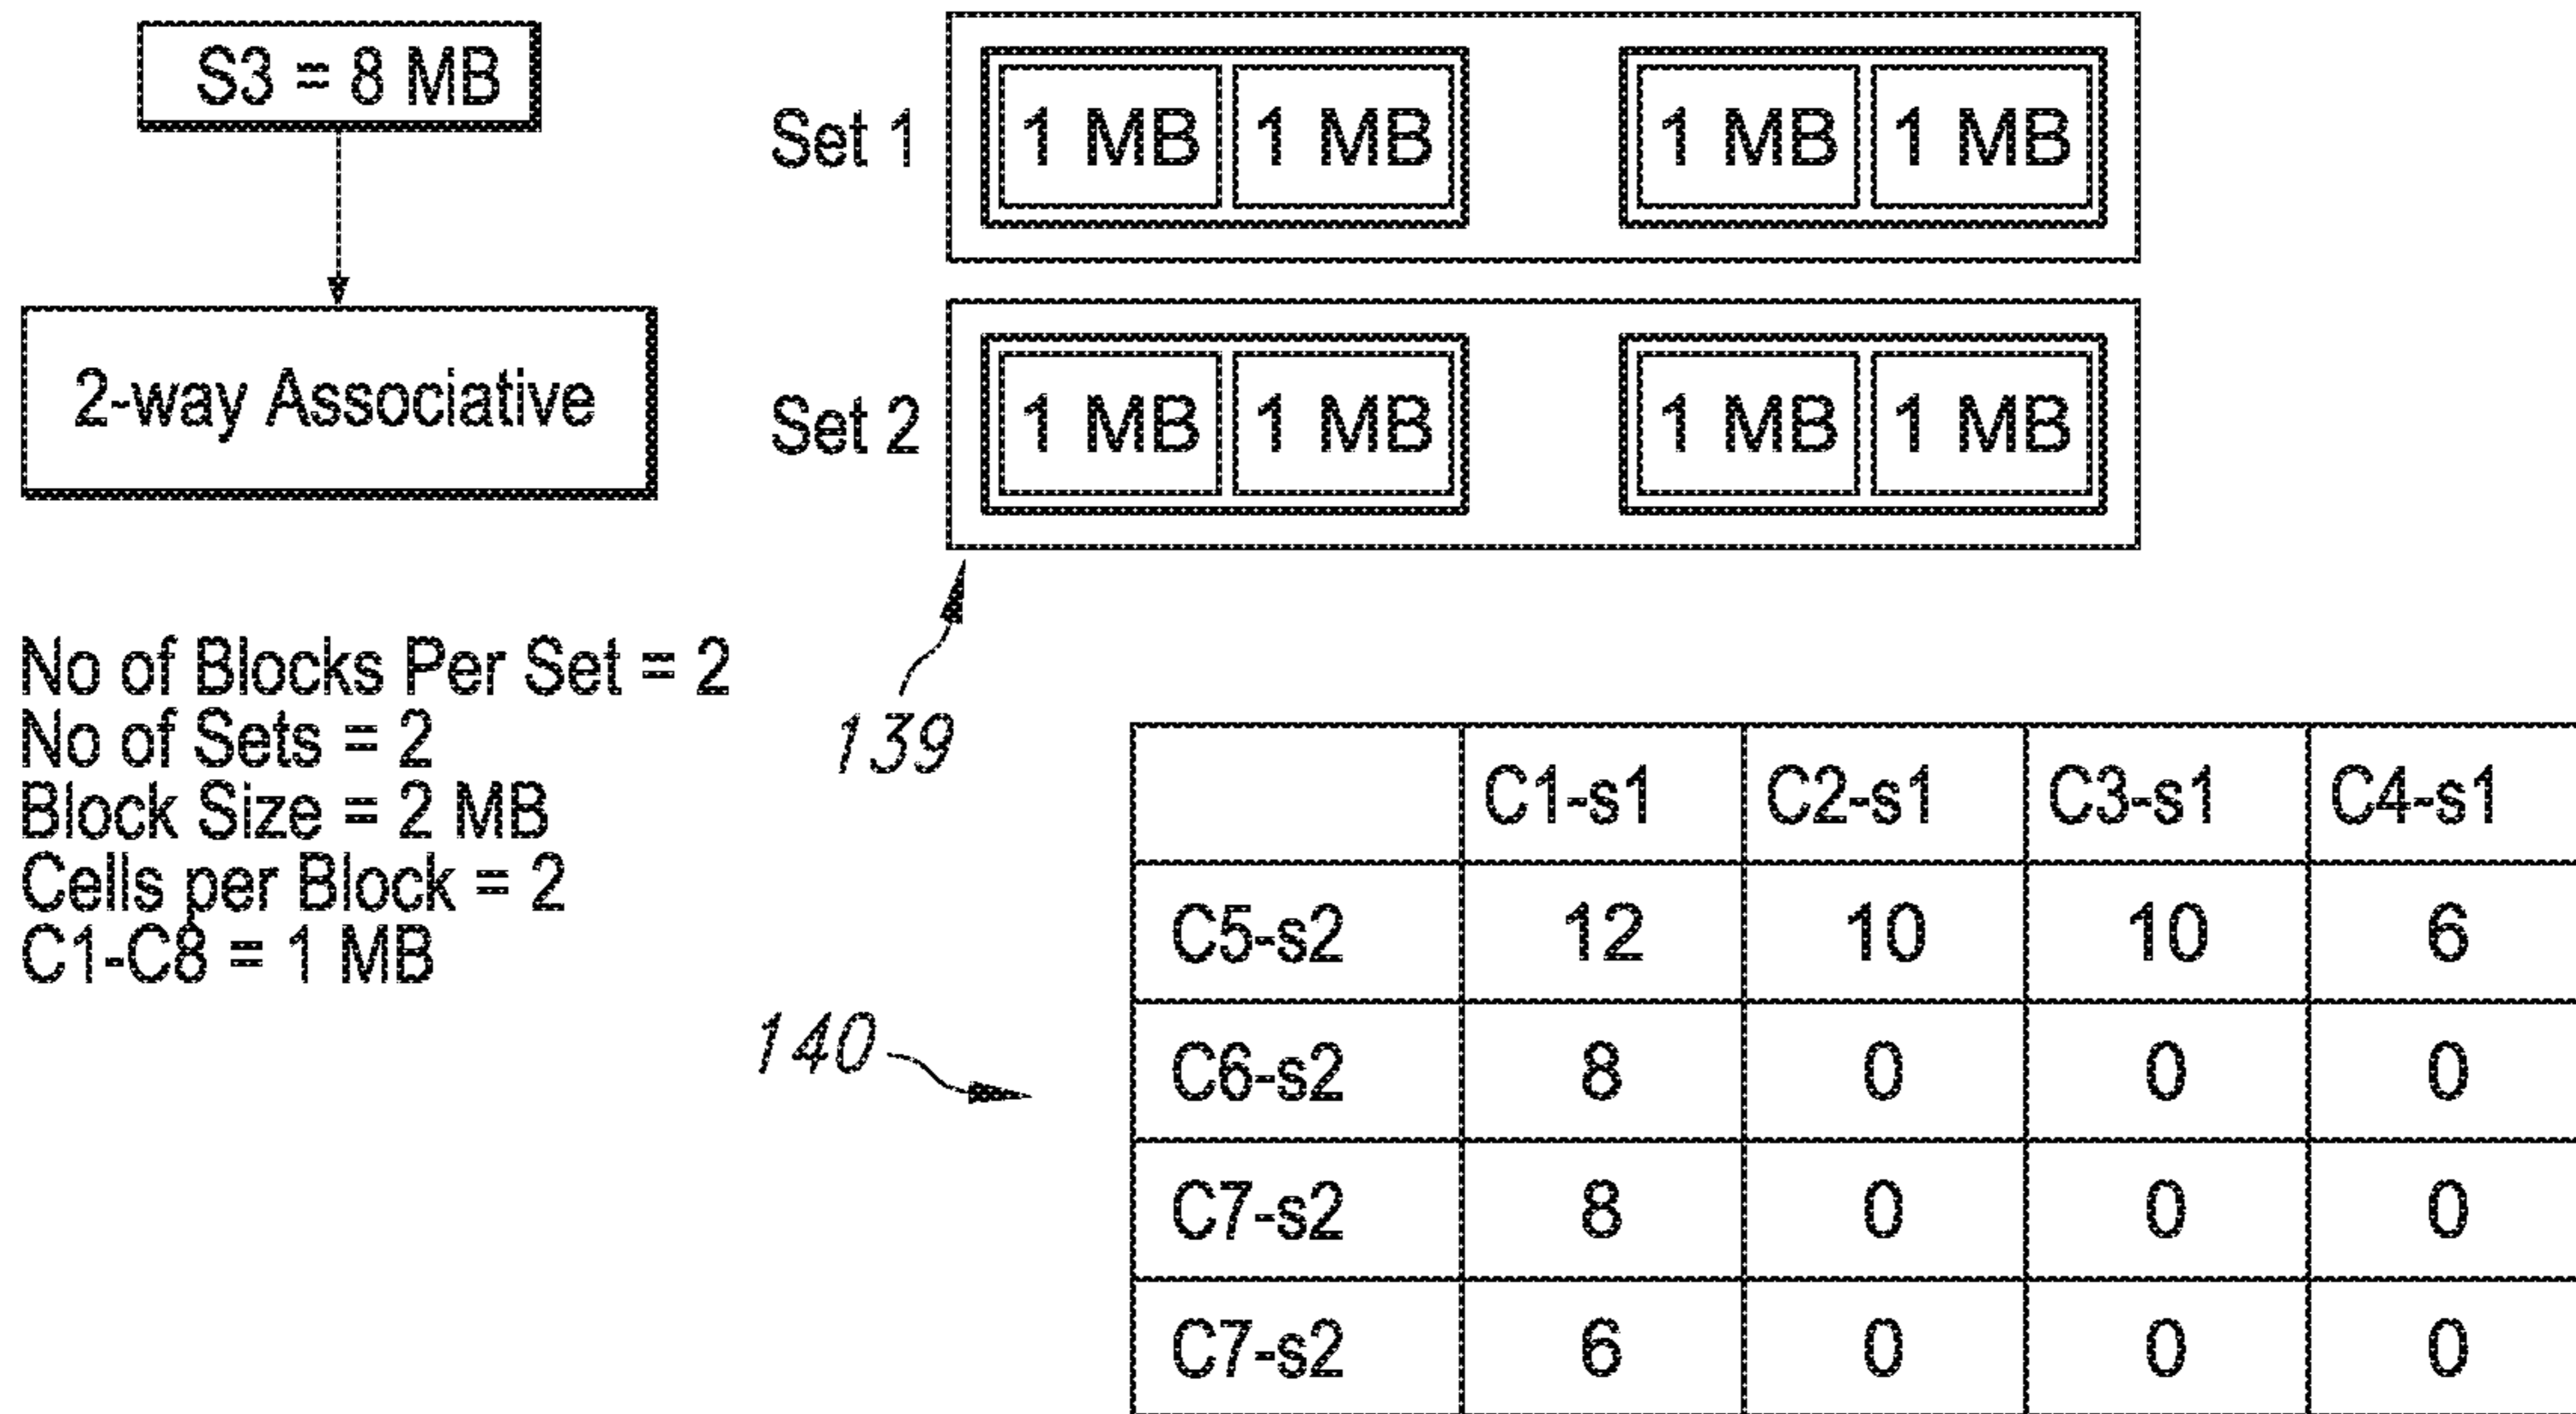 S3 = 8 MB
2-way Associative
Set 1 1 MB 1 MB 1 MB 1 MB
Set 2 1 MB 1 MB 1 MB 1 MB
139
No of Blocks Per Set = 2
No of Sets = 2
Block Size = 2 MB
Cells per Block = 2
C1-C8 = 1 MB
140
C1-s1 C2-s1 C3-s1 C4-s1
C5-s2 12 10 10 6
C6-s2 8 0 0 0
C7-s2 8 0 0 0
C7-s2 6 0 0 0